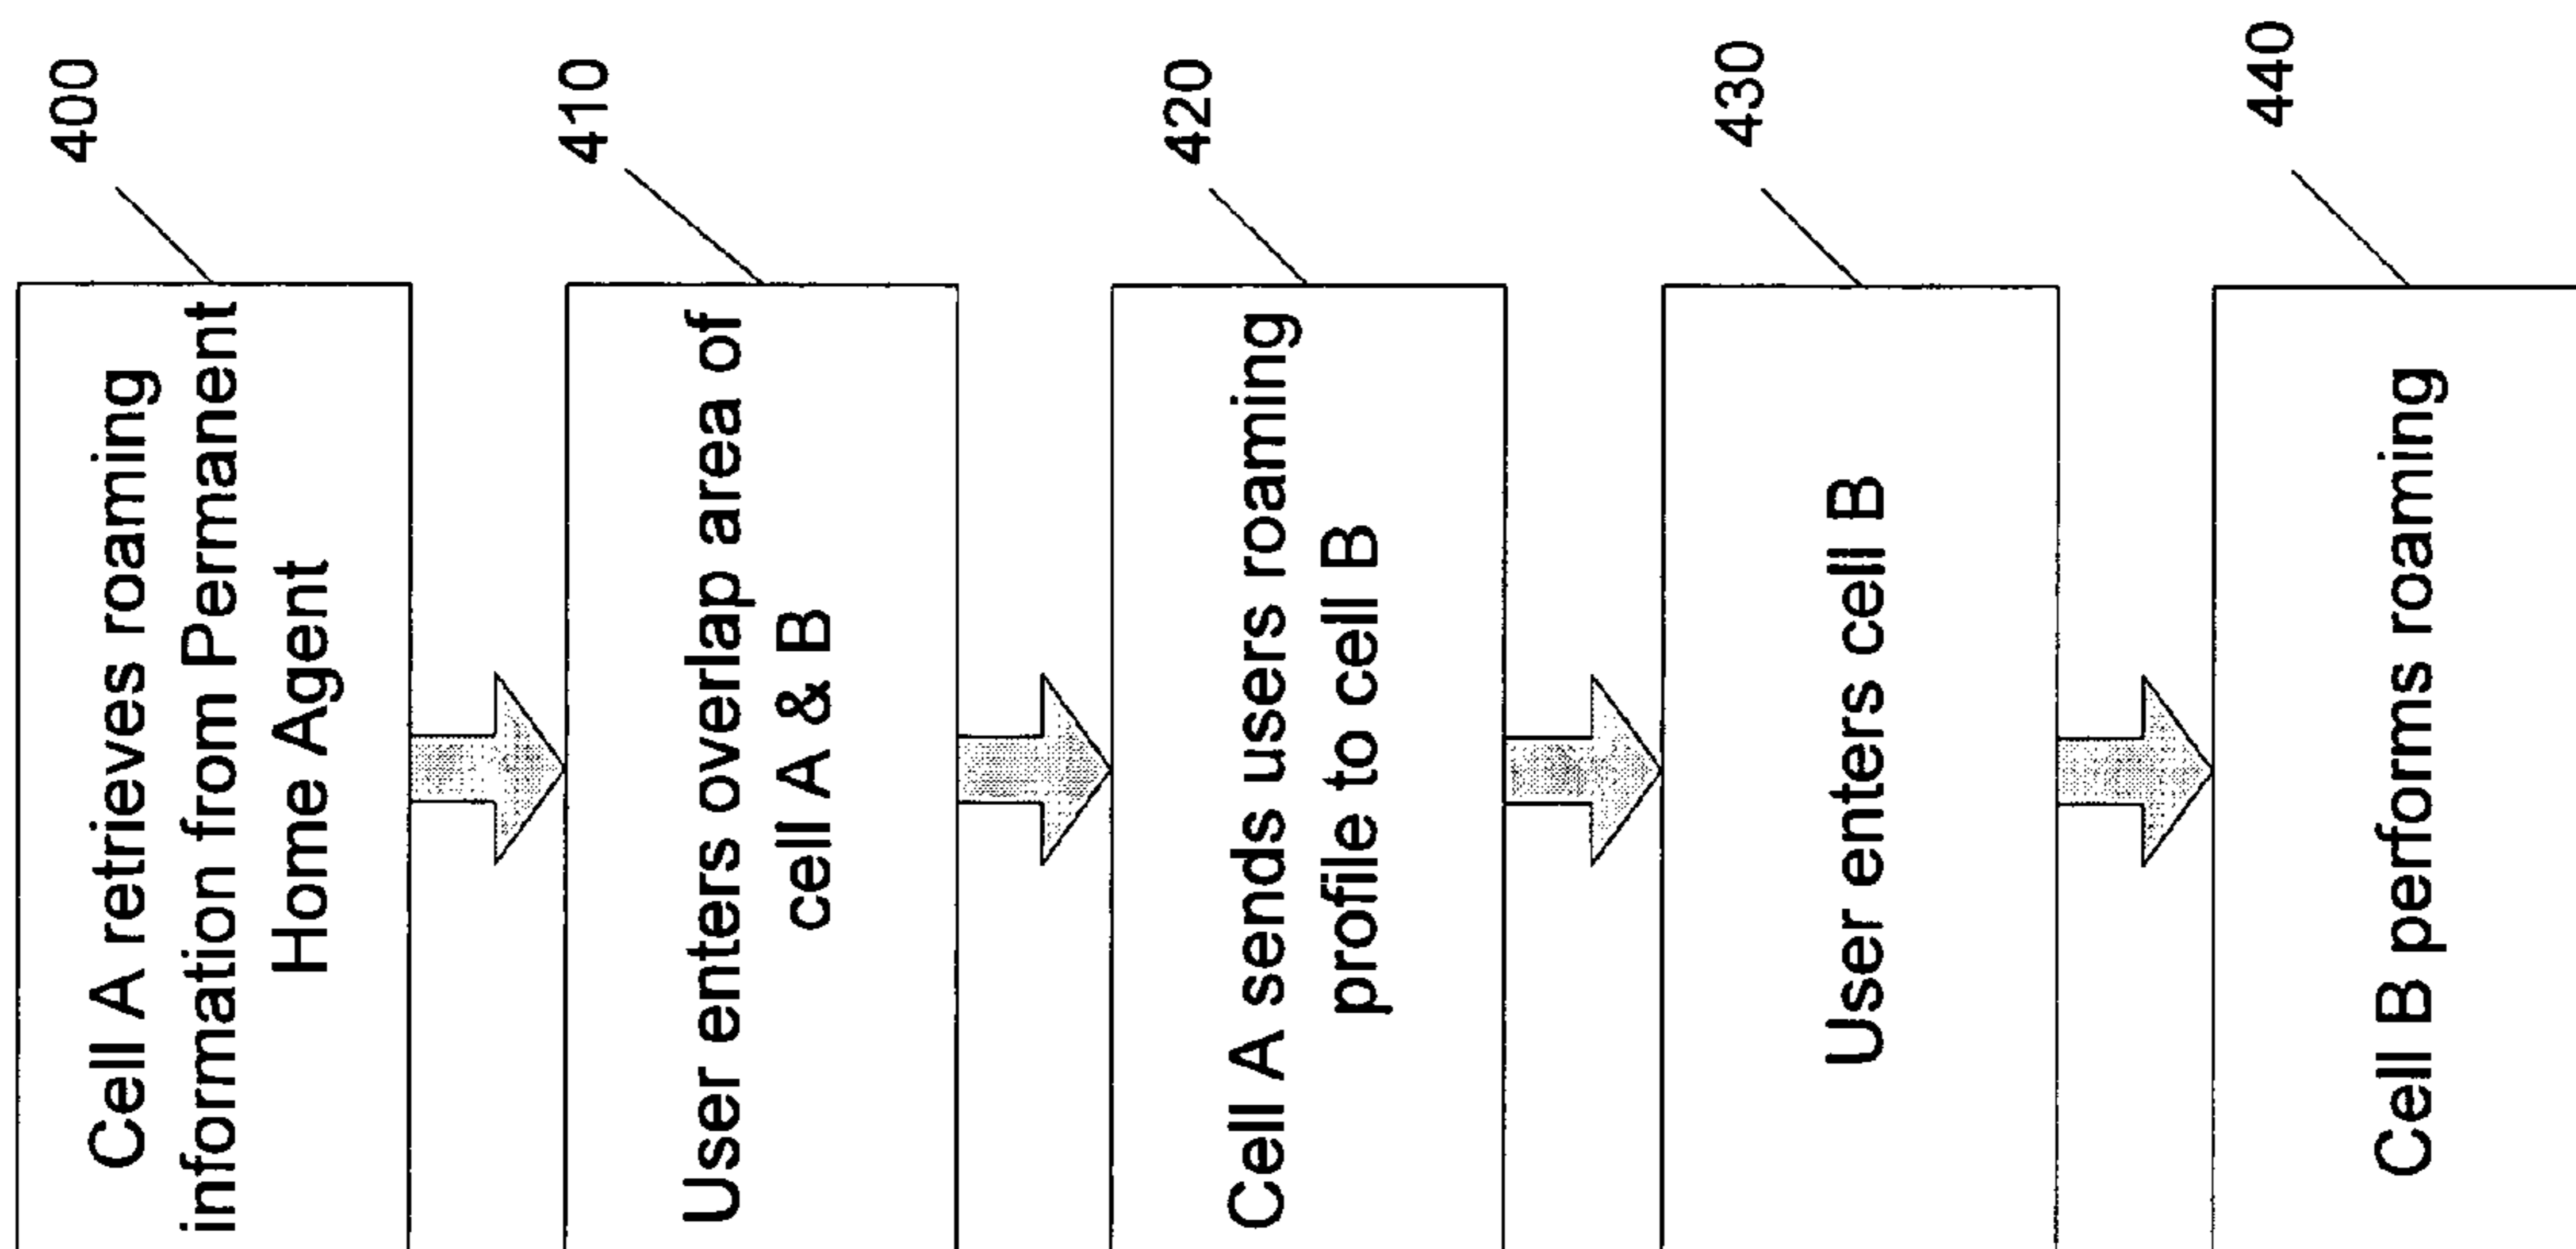 400
Cell A retrieves roaming
information from Permanent
Home Agent
410
User enters overlap area of
cell A & B
420
Cell A sends users roaming
profile to cell B
430
User enters cell B
440
Cell B performs roaming